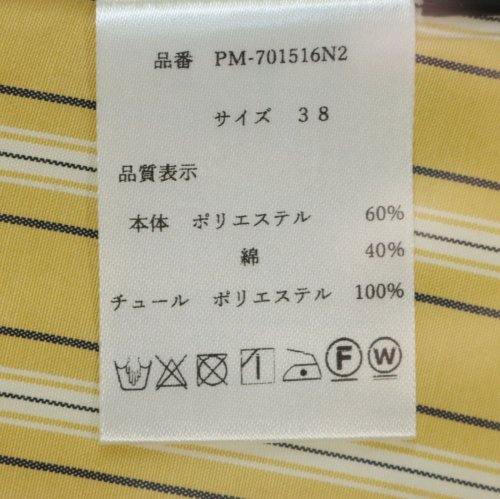 品番 PM-701516N2
サイズ 38
品質表示
本体 ポリエステル 60%
綿 40%
チュール ポリエステル 100%
F W